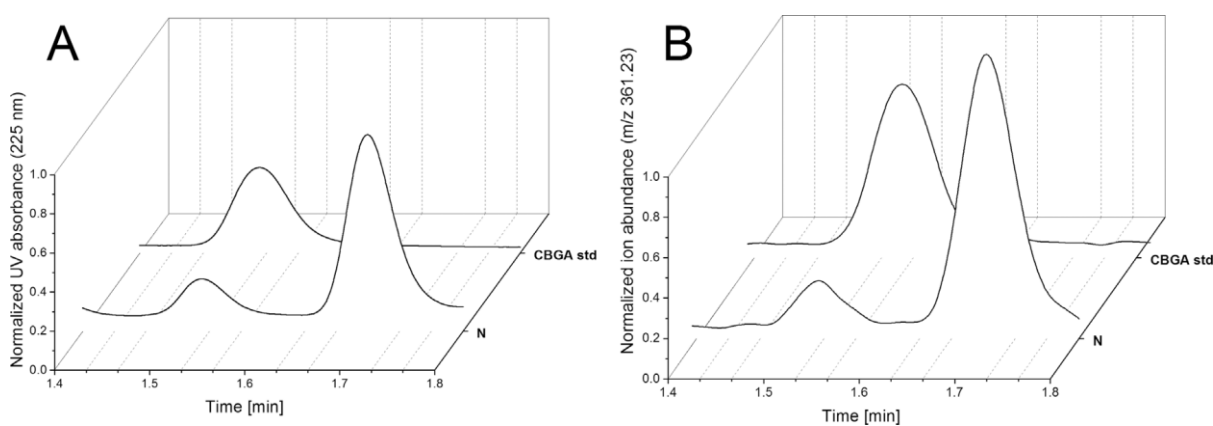 A
Normalized UV absorbance (225 nm)
1.0
0.8
0.6
0.4
0.2
0.0
1.4
1.5
1.6
1.7
1.8
Time [min]
N
CBGA std
B
Normalized ion abundance (m/z 361.23)
1.0
0.8
0.6
0.4
0.2
0.0
1.4
1.5
1.6
1.7
1.8
Time [min]
N
CBGA std